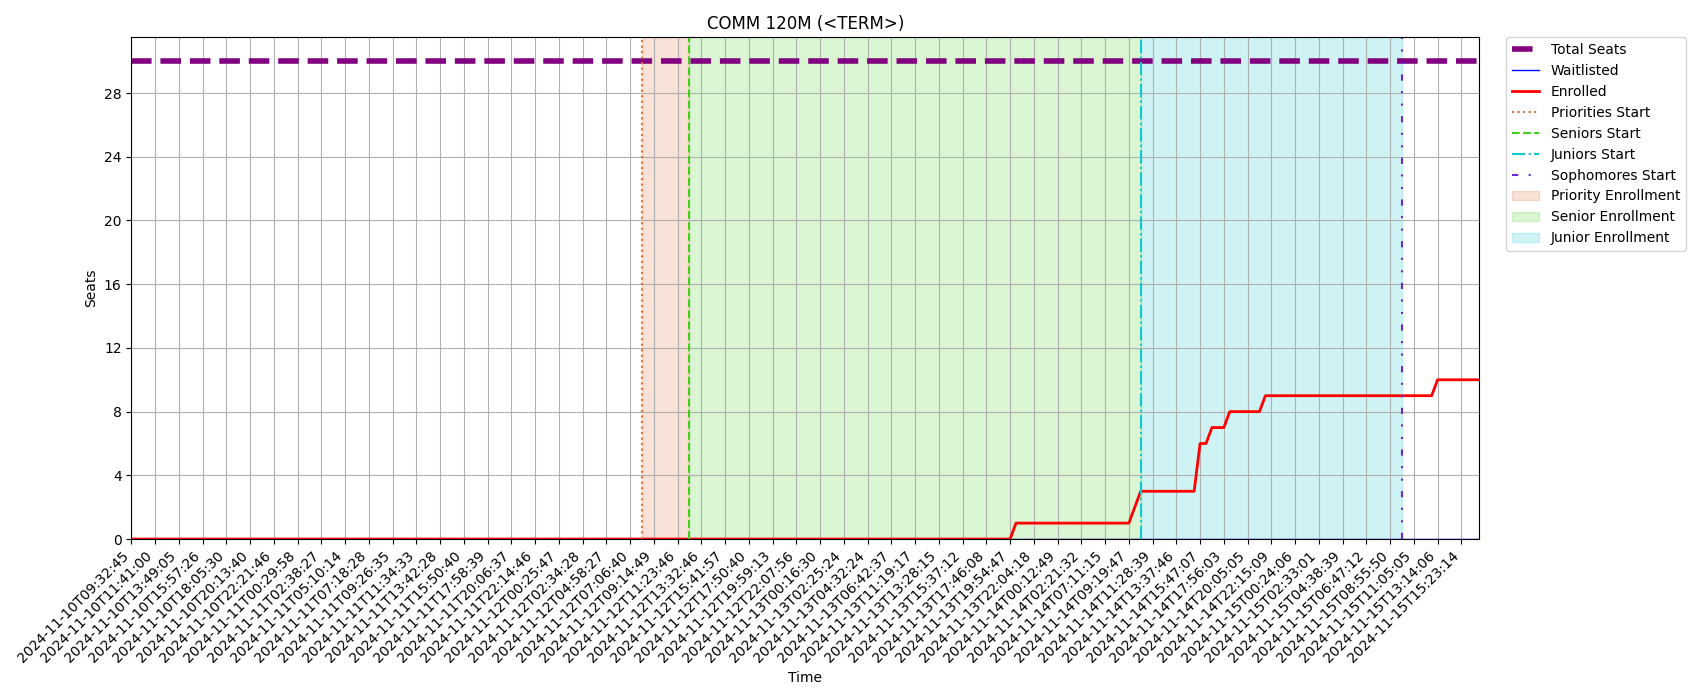 COMM 120M (<TERM>)
Seats
28
24
20
16
12
8
4
0
2024-11-10T09:32:45
2024-11-10T11:41:00
2024-11-10T13:49:05
2024-11-10T15:57:26
2024-11-10T18:05:30
2024-11-10T20:13:40
2024-11-10T22:21:46
2024-11-11T00:29:58
2024-11-11T02:38:27
2024-11-11T05:10:14
2024-11-11T07:18:28
2024-11-11T09:26:35
2024-11-11T11:34:33
2024-11-11T13:42:28
2024-11-11T15:50:40
2024-11-11T17:58:39
2024-11-11T20:06:37
2024-11-11T22:14:46
2024-11-12T00:25:47
2024-11-12T02:34:28
2024-11-12T04:58:27
2024-11-12T07:06:40
2024-11-12T09:14:49
2024-11-12T11:23:46
2024-11-12T13:32:46
2024-11-12T15:41:57
2024-11-12T17:50:40
2024-11-12T19:59:13
2024-11-12T22:07:56
2024-11-13T00:16:30
2024-11-13T02:25:24
2024-11-13T04:32:24
2024-11-13T06:42:37
2024-11-13T11:19:17
2024-11-13T13:28:15
2024-11-13T15:37:12
2024-11-13T17:46:08
2024-11-13T19:54:47
2024-11-13T22:04:18
2024-11-14T00:12:49
2024-11-14T02:21:32
2024-11-14T07:11:15
2024-11-14T09:19:47
2024-11-14T11:28:39
2024-11-14T13:37:46
2024-11-14T15:47:07
2024-11-14T17:56:03
2024-11-14T20:05:05
2024-11-14T22:15:09
2024-11-15T00:24:06
2024-11-15T02:33:01
2024-11-15T04:38:39
2024-11-15T06:47:12
2024-11-15T08:55:50
2024-11-15T11:05:05
2024-11-15T13:14:06
2024-11-15T15:23:14
Time
Total Seats
Waitlisted
Enrolled
Priorities Start
Seniors Start
Juniors Start
Sophomores Start
Priority Enrollment
Senior Enrollment
Junior Enrollment